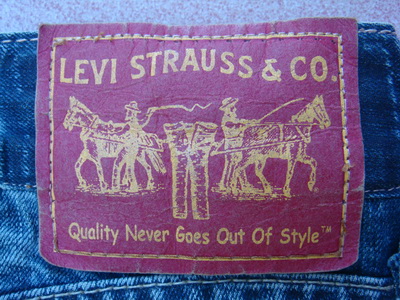 LEVI STRAUSS & CO.
Quality Never Goes Out Of Style™